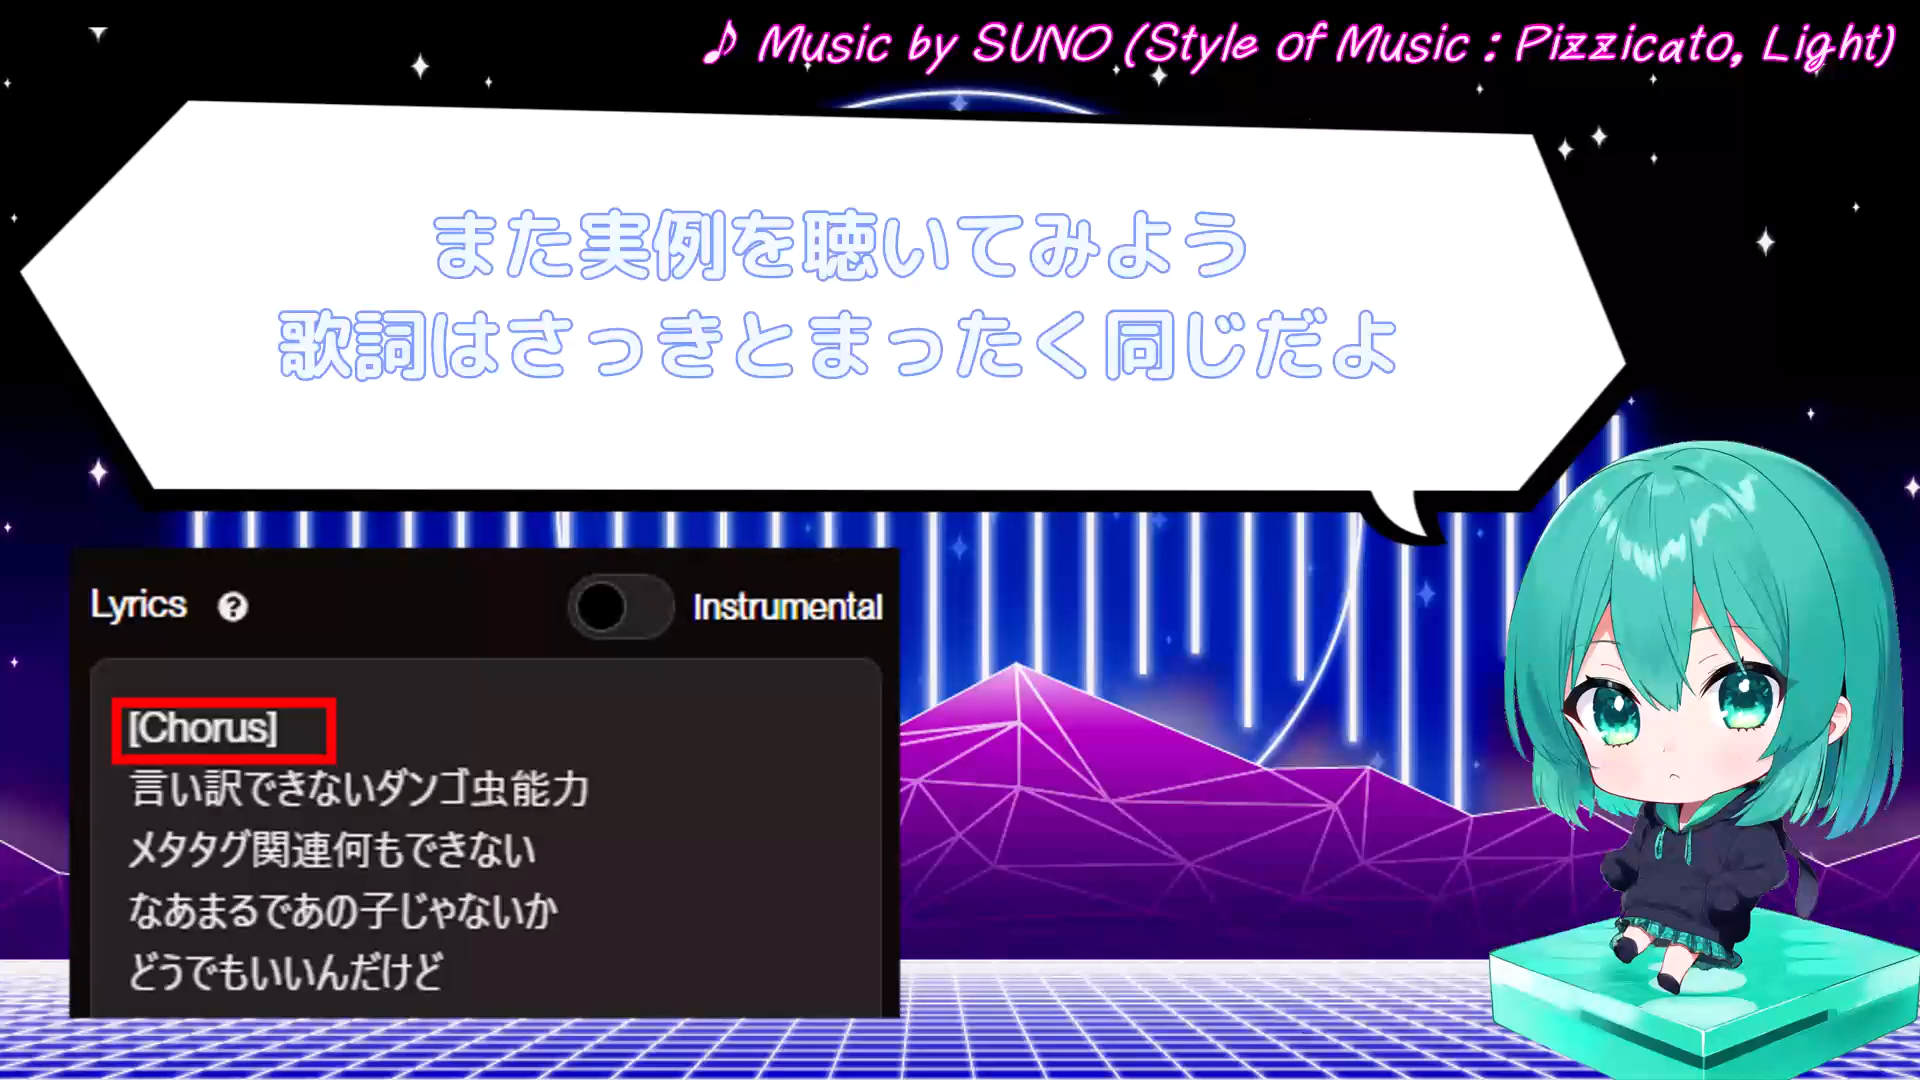 ♪ Music by SUNO (Style of Music : Pizzicato, Light)
また実例を聴いてみよう
歌詞はさっきとまったく同じだよ
Lyrics ? Instrumental
[Chorus]
言い訳できないダンゴ虫能力
メタタグ関連何もできない
なあまるであの子じゃないか
どうでもいいんだけど